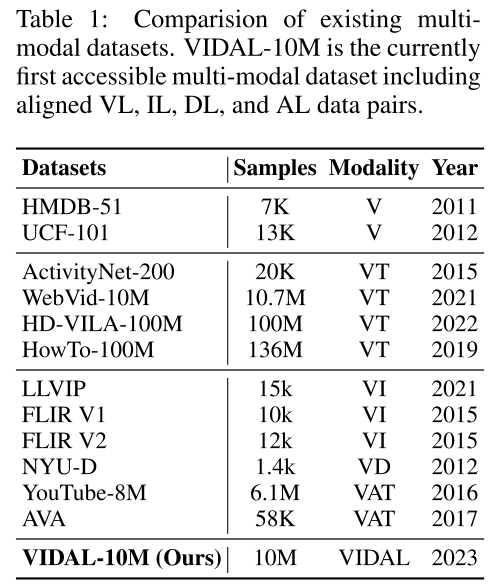 Table 1: Comparision of existing multi-
modal datasets. VIDAL-10M is the currently
first accessible multi-modal dataset including
aligned VL, IL, DL, and AL data pairs.
Datasets Samples Modality Year
HMDB-51 7K V 2011
UCF-101 13K V 2012
ActivityNet-200 20K VT 2015
WebVid-10M 10.7M VT 2021
HD-VILA-100M 100M VT 2022
HowTo-100M 136M VT 2019
LLVIP 15k VI 2021
FLIR V1 10k VI 2015
FLIR V2 12k VI 2015
NYU-D 1.4k VD 2012
YouTube-8M 6.1M VAT 2016
AVA 58K VAT 2017
VIDAL-10M (Ours) 10M VIDAL 2023